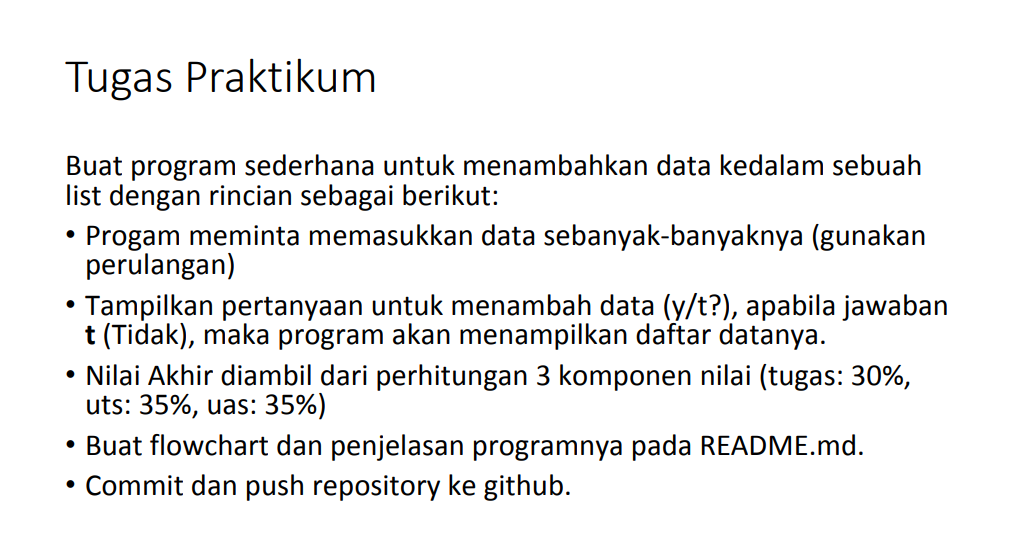 Tugas Praktikum
Buat program sederhana untuk menambahkan data kedalam sebuah
list dengan rincian sebagai berikut:
• Progam meminta memasukkan data sebanyak-banyaknya (gunakan
perulangan)
• Tampilkan pertanyaan untuk menambah data (y/t?), apabila jawaban
t (Tidak), maka program akan menampilkan daftar datanya.
• Nilai Akhir diambil dari perhitungan 3 komponen nilai (tugas: 30%,
uts: 35%, uas: 35%)
• Buat flowchart dan penjelasan programnya pada README.md.
• Commit dan push repository ke github.